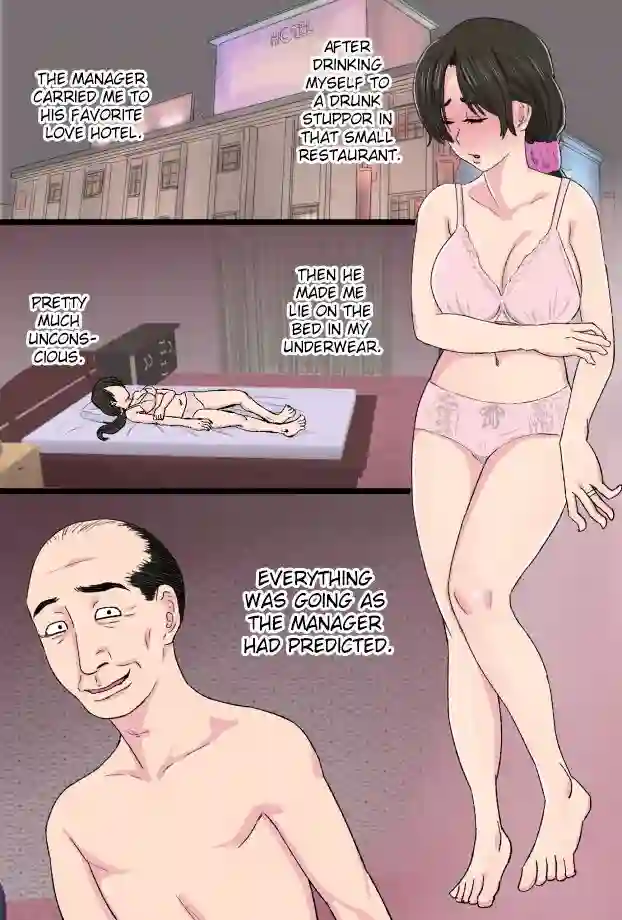 HOTEL
AFTER
DRINKING
MYSELF TO
A DRUNK
STUPPOR IN
THAT SMALL
RESTAURANT.
THE MANAGER
CARRIED ME TO
HIS FAVORITE
LOVE HOTEL.
THEN HE
MADE ME
LIE ON THE
BED IN MY
UNDERWEAR.
PRETTY
MUCH
UNCONS-
CIOUS.
EVERYTHING
WAS GOING AS
THE MANAGER
HAD PREDICTED.